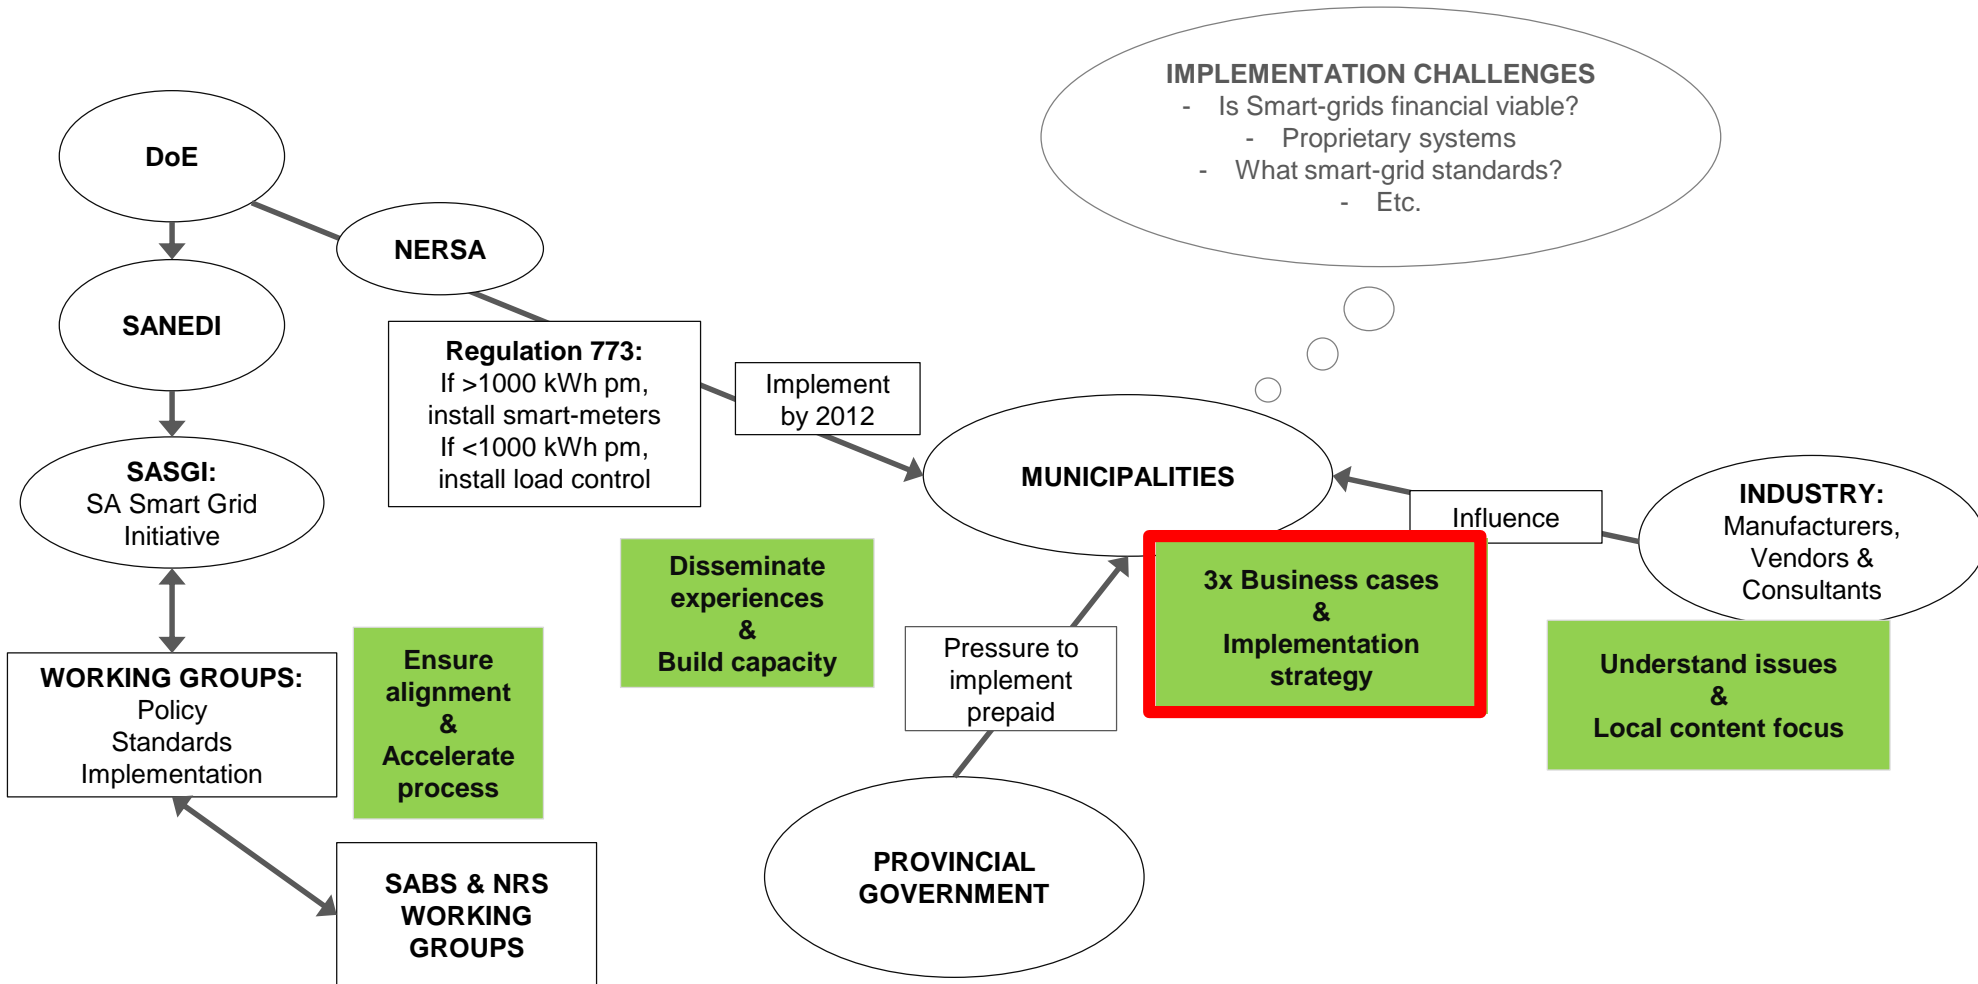 IMPLEMENTATION CHALLENGES
- Is Smart-grids financial viable?
- Proprietary systems
- What smart-grid standards?
- Etc.
DoE
NERSA
SANEDI
Regulation 773:
If >1000 kWh pm,
install smart-meters
If <1000 kWh pm,
install load control
Implement
by 2012
SASGI:
SA Smart Grid
Initiative
MUNICIPALITIES
Influence
INDUSTRY:
Manufacturers,
Vendors &
Consultants
Disseminate
experiences
&
Build capacity
3x Business cases
&
Implementation
strategy
WORKING GROUPS:
Policy
Standards
Implementation
Ensure
alignment
&
Accelerate
process
Pressure to
implement
prepaid
Understand issues
&
Local content focus
SABS & NRS
WORKING
GROUPS
PROVINCIAL
GOVERNMENT